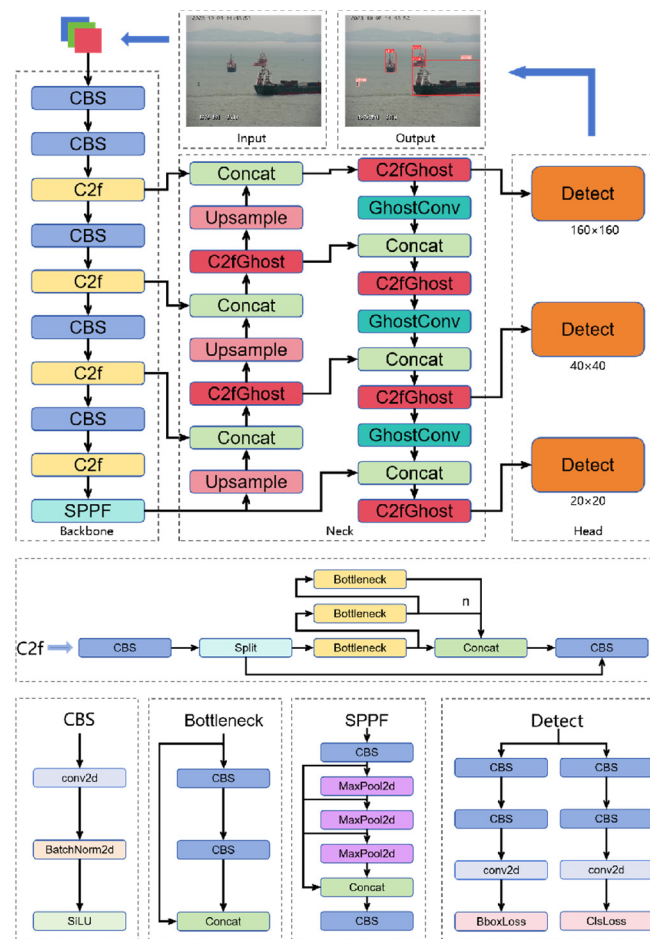 Input
Output
CBS
CBS
C2f
CBS
C2f
CBS
C2f
CBS
C2f
SPPF
Backbone
Concat
Upsample
C2fGhost
Concat
Upsample
C2fGhost
Concat
Upsample
C2fGhost
GhostConv
Concat
C2fGhost
GhostConv
Concat
C2fGhost
GhostConv
Concat
C2fGhost
Neck
Detect
160×160
Detect
40×40
Detect
20×20
Head
C2f
CBS
Split
Bottleneck
Bottleneck
Bottleneck
n
Concat
CBS
CBS
conv2d
BatchNorm2d
SiLU
Bottleneck
CBS
CBS
Concat
SPPF
CBS
MaxPool2d
MaxPool2d
MaxPool2d
Concat
CBS
Detect
CBS
CBS
CBS
CBS
conv2d
conv2d
BboxLoss
ClsLoss